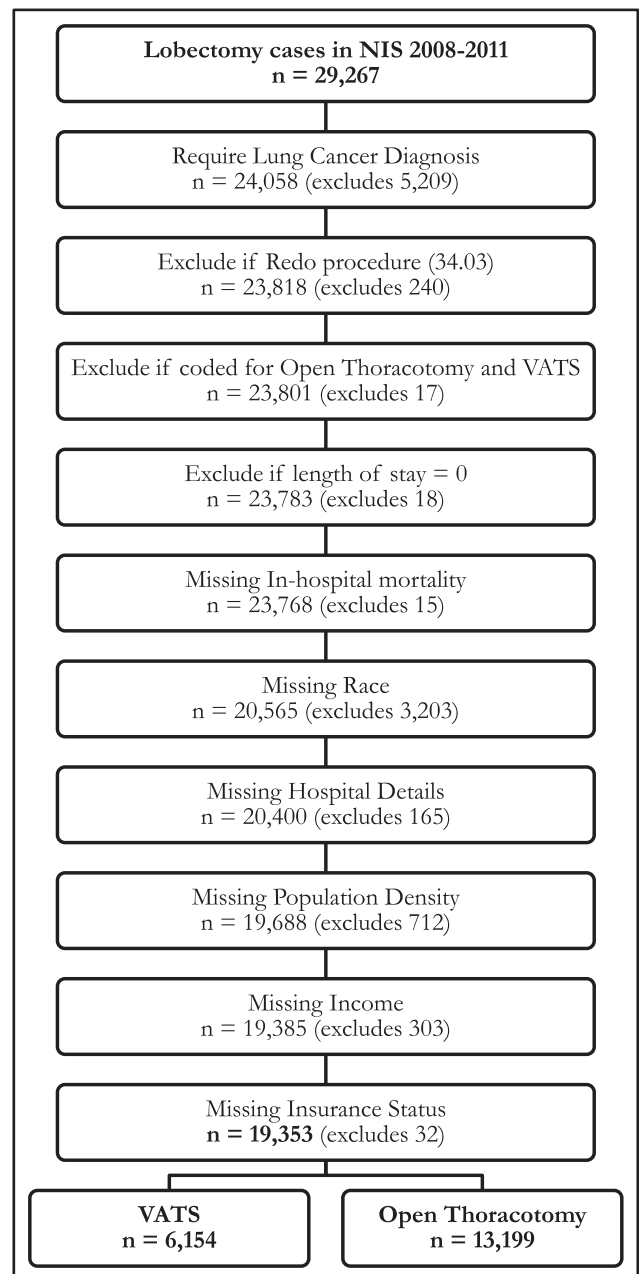 Lobectomy cases in NIS 2008-2011
n = 29,267
Require Lung Cancer Diagnosis
n = 24,058 (excludes 5,209)
Exclude if Redo procedure (34.03)
n = 23,818 (excludes 240)
Exclude if coded for Open Thoracotomy and VATS
n = 23,801 (excludes 17)
Exclude if length of stay = 0
n = 23,783 (excludes 18)
Missing In-hospital mortality
n = 23,768 (excludes 15)
Missing Race
n = 20,565 (excludes 3,203)
Missing Hospital Details
n = 20,400 (excludes 165)
Missing Population Density
n = 19,688 (excludes 712)
Missing Income
n = 19,385 (excludes 303)
Missing Insurance Status
n = 19,353 (excludes 32)
VATS
n = 6,154
Open Thoracotomy
n = 13,199